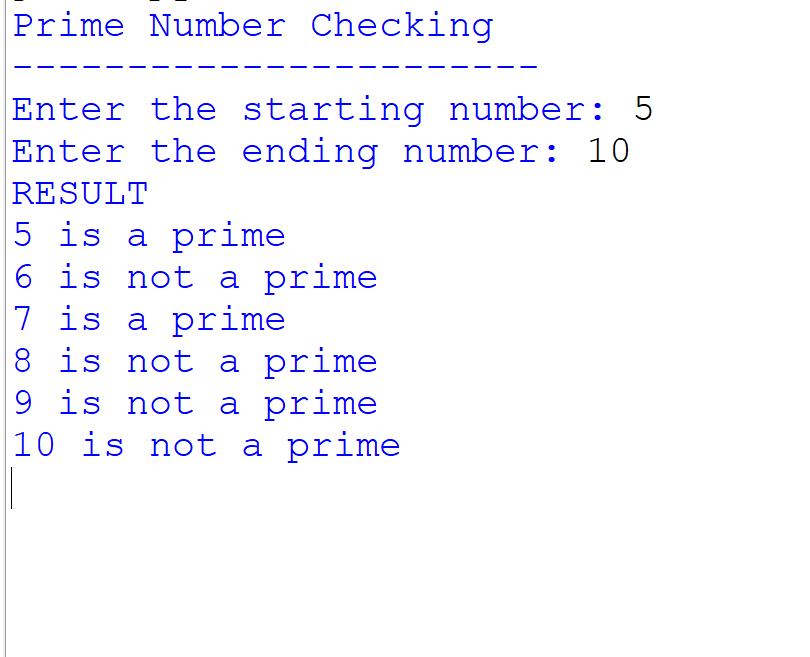 Prime Number Checking
-----------------------
Enter the starting number: 5
Enter the ending number: 10
RESULT
5 is a prime
6 is not a prime
7 is a prime
8 is not a prime
9 is not a prime
10 is not a prime